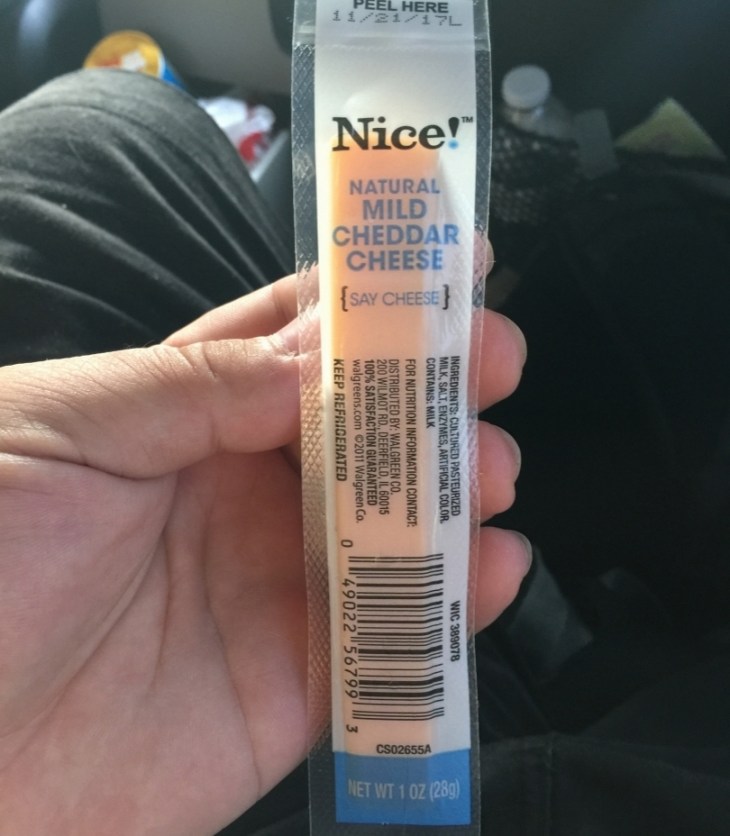 PEEL HERE
11/21/17L
Nice!™
NATURAL
MILD
CHEDDAR
CHEESE
{SAY CHEESE}
INGREDIENTS: CULTURED PASTEURIZED
MILK, SALT, ENZYMES, ARTIFICIAL COLOR.
CONTAINS: MILK
FOR NUTRITION INFORMATION CONTACT:
DISTRIBUTED BY: WALGREEN CO.
200 WILMOT RD., DEERFIELD, IL 60015
100% SATISFACTION GUARANTEED
walgreens.com ©2011 Walgreen Co.
KEEP REFRIGERATED
WIC 389078
0 49022 56799 3
CS02655A
NET WT 1 OZ (28g)